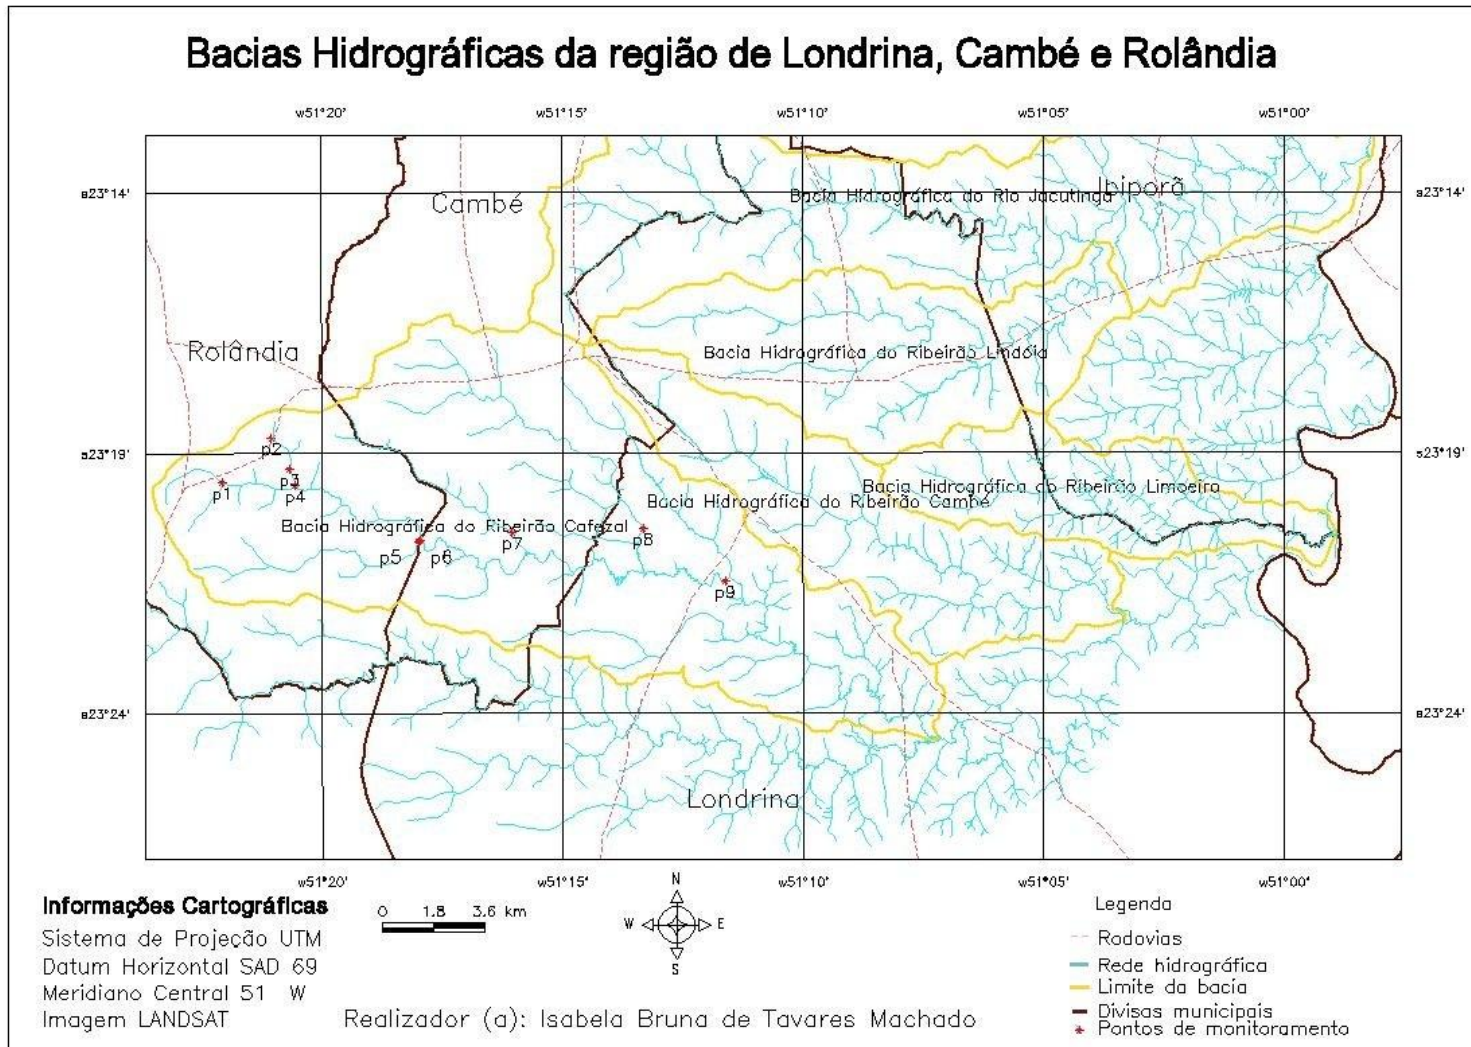 Bacias Hidrográficas da região de Londrina, Cambé e Rolândia
w51°20' w51°15' w51°10' w51°05' w51°00'
s23°14' s23°14'
Cambé
Ibiporã
Bacia Hidrográfica do Rio Jacutinga
Rolândia
Bacia Hidrográfica do Ribeirão Lindóia
p2
s23°19' s23°19'
p3
p1
p4
Bacia Hidrográfica do Ribeirão Limoeira
Bacia Hidrográfica do Ribeirão Cambé
Bacia Hidrográfica do Ribeirão Cafezal
p5 p6 p7 p8
p9
s23°24' s23°24'
Londrina
w51°20' w51°15' w51°10' w51°05' w51°00'
Informações Cartográficas
Sistema de Projeção UTM
Datum Horizontal SAD 69
Meridiano Central 51 W
Imagem LANDSAT
0 1.8 3.6 km
N
W E
S
Realizador (a): Isabela Bruna de Tavares Machado
Legenda
Rodovias
Rede hidrográfica
Limite da bacia
Divisas municipais
Pontos de monitoramento